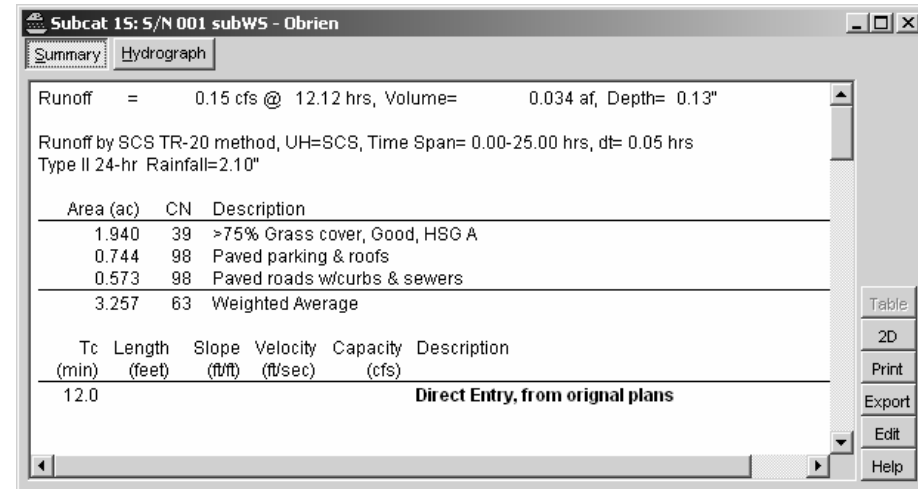 Subcat 1S: S/N 001 subWS - Obrien
Summary Hydrograph
Runoff = 0.15 cfs @ 12.12 hrs, Volume= 0.034 af, Depth= 0.13"
Runoff by SCS TR-20 method, UH=SCS, Time Span= 0.00-25.00 hrs, dt= 0.05 hrs
Type II 24-hr Rainfall=2.10"
Area (ac) CN Description
1.940 39 >75% Grass cover, Good, HSG A
0.744 98 Paved parking & roofs
0.573 98 Paved roads w/curbs & sewers
3.257 63 Weighted Average
Tc Length Slope Velocity Capacity Description
(min) (feet) (ft/ft) (ft/sec) (cfs)
12.0 Direct Entry, from orignal plans
Table
2D
Print
Export
Edit
Help